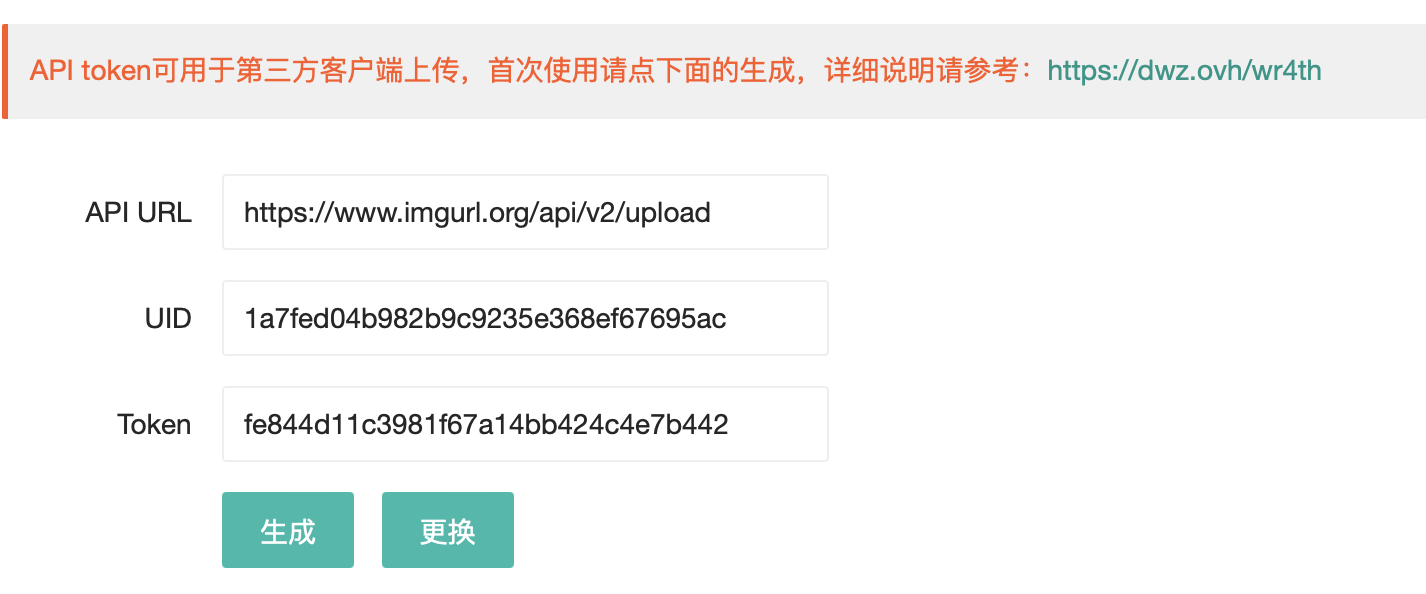 API token可用于第三方客户端上传，首次使用请点下面的生成，详细说明请参考：https://dwz.ovh/wr4th
API URL https://www.imgurl.org/api/v2/upload
UID 1a7fed04b982b9c9235e368ef67695ac
Token fe844d11c3981f67a14bb424c4e7b442
生成 更换